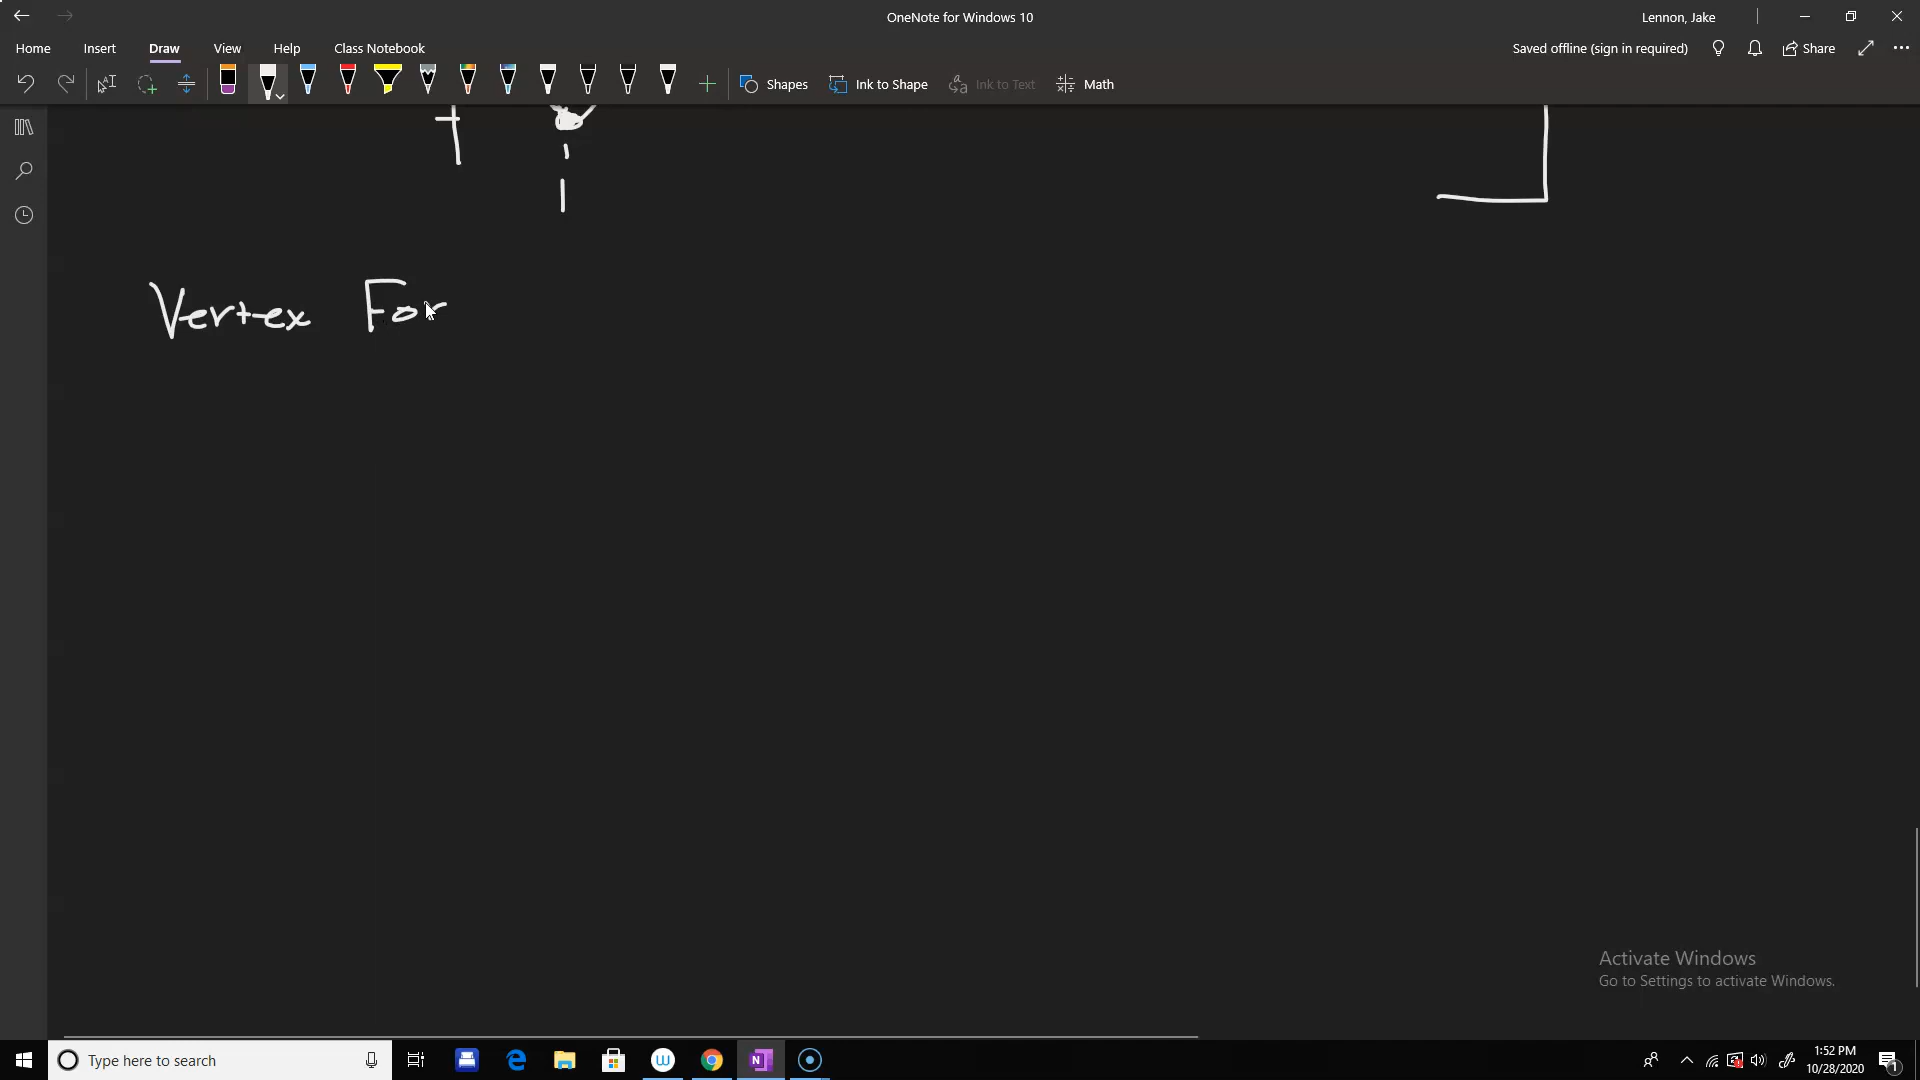 OneNote for Windows 10
Lennon, Jake
Home Insert Draw View Help Class Notebook
Saved offline (sign in required)
Share
Shapes
Ink to Shape
Ink to Text
Math
Vertex For
Activate Windows
Go to Settings to activate Windows.
Type here to search
1:52 PM
10/28/2020
1